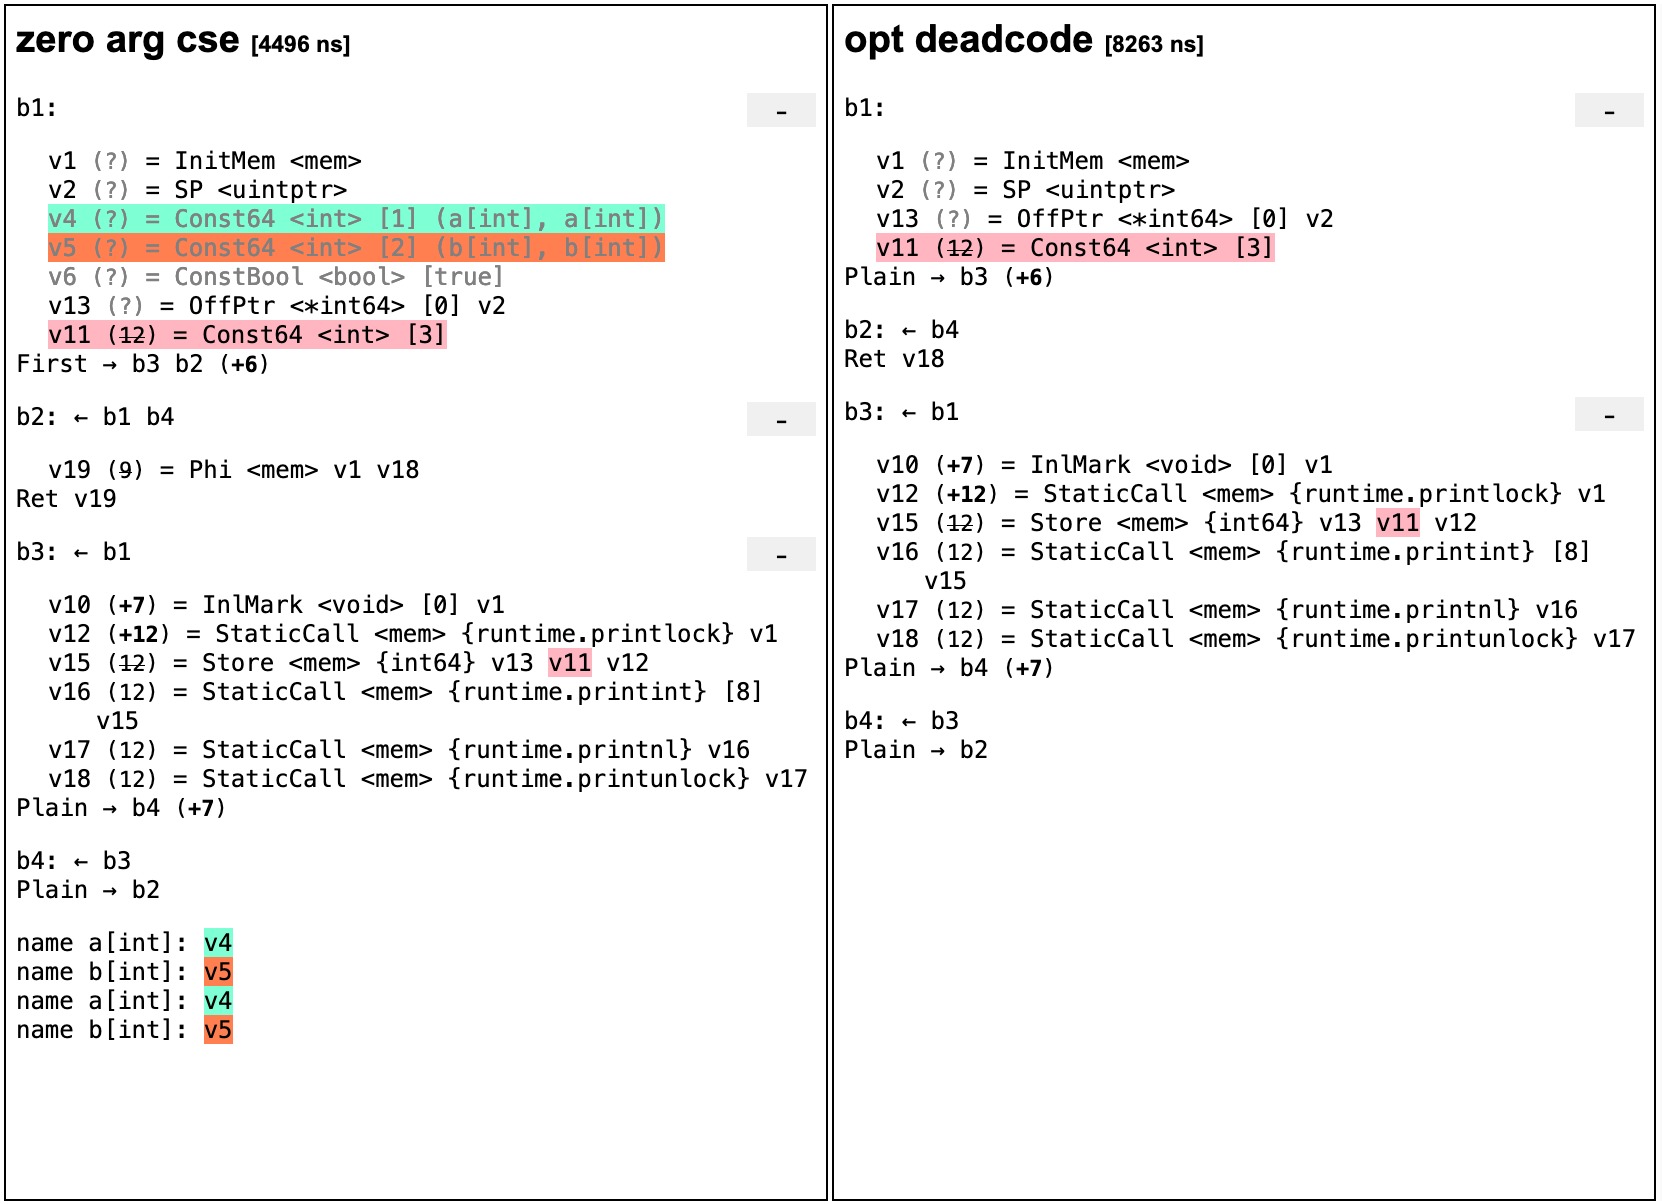 zero arg cse [4496 ns]
b1:
-
v1 (?) = InitMem <mem>
v2 (?) = SP <uintptr>
v4 (?) = Const64 <int> [1] (a[int], a[int])
v5 (?) = Const64 <int> [2] (b[int], b[int])
v6 (?) = ConstBool <bool> [true]
v13 (?) = OffPtr <*int64> [0] v2
v11 (12) = Const64 <int> [3]
First → b3 b2 (+6)
b2: ← b1 b4
-
v19 (9) = Phi <mem> v1 v18
Ret v19
b3: ← b1
-
v10 (+7) = InlMark <void> [0] v1
v12 (+12) = StaticCall <mem> {runtime.printlock} v1
v15 (12) = Store <mem> {int64} v13 v11 v12
v16 (12) = StaticCall <mem> {runtime.printint} [8]
v15
v17 (12) = StaticCall <mem> {runtime.printnl} v16
v18 (12) = StaticCall <mem> {runtime.printunlock} v17
Plain → b4 (+7)
b4: ← b3
Plain → b2
name a[int]: v4
name b[int]: v5
name a[int]: v4
name b[int]: v5
opt deadcode [8263 ns]
b1:
-
v1 (?) = InitMem <mem>
v2 (?) = SP <uintptr>
v13 (?) = OffPtr <*int64> [0] v2
v11 (12) = Const64 <int> [3]
Plain → b3 (+6)
b2: ← b4
Ret v18
b3: ← b1
-
v10 (+7) = InlMark <void> [0] v1
v12 (+12) = StaticCall <mem> {runtime.printlock} v1
v15 (12) = Store <mem> {int64} v13 v11 v12
v16 (12) = StaticCall <mem> {runtime.printint} [8]
v15
v17 (12) = StaticCall <mem> {runtime.printnl} v16
v18 (12) = StaticCall <mem> {runtime.printunlock} v17
Plain → b4 (+7)
b4: ← b3
Plain → b2